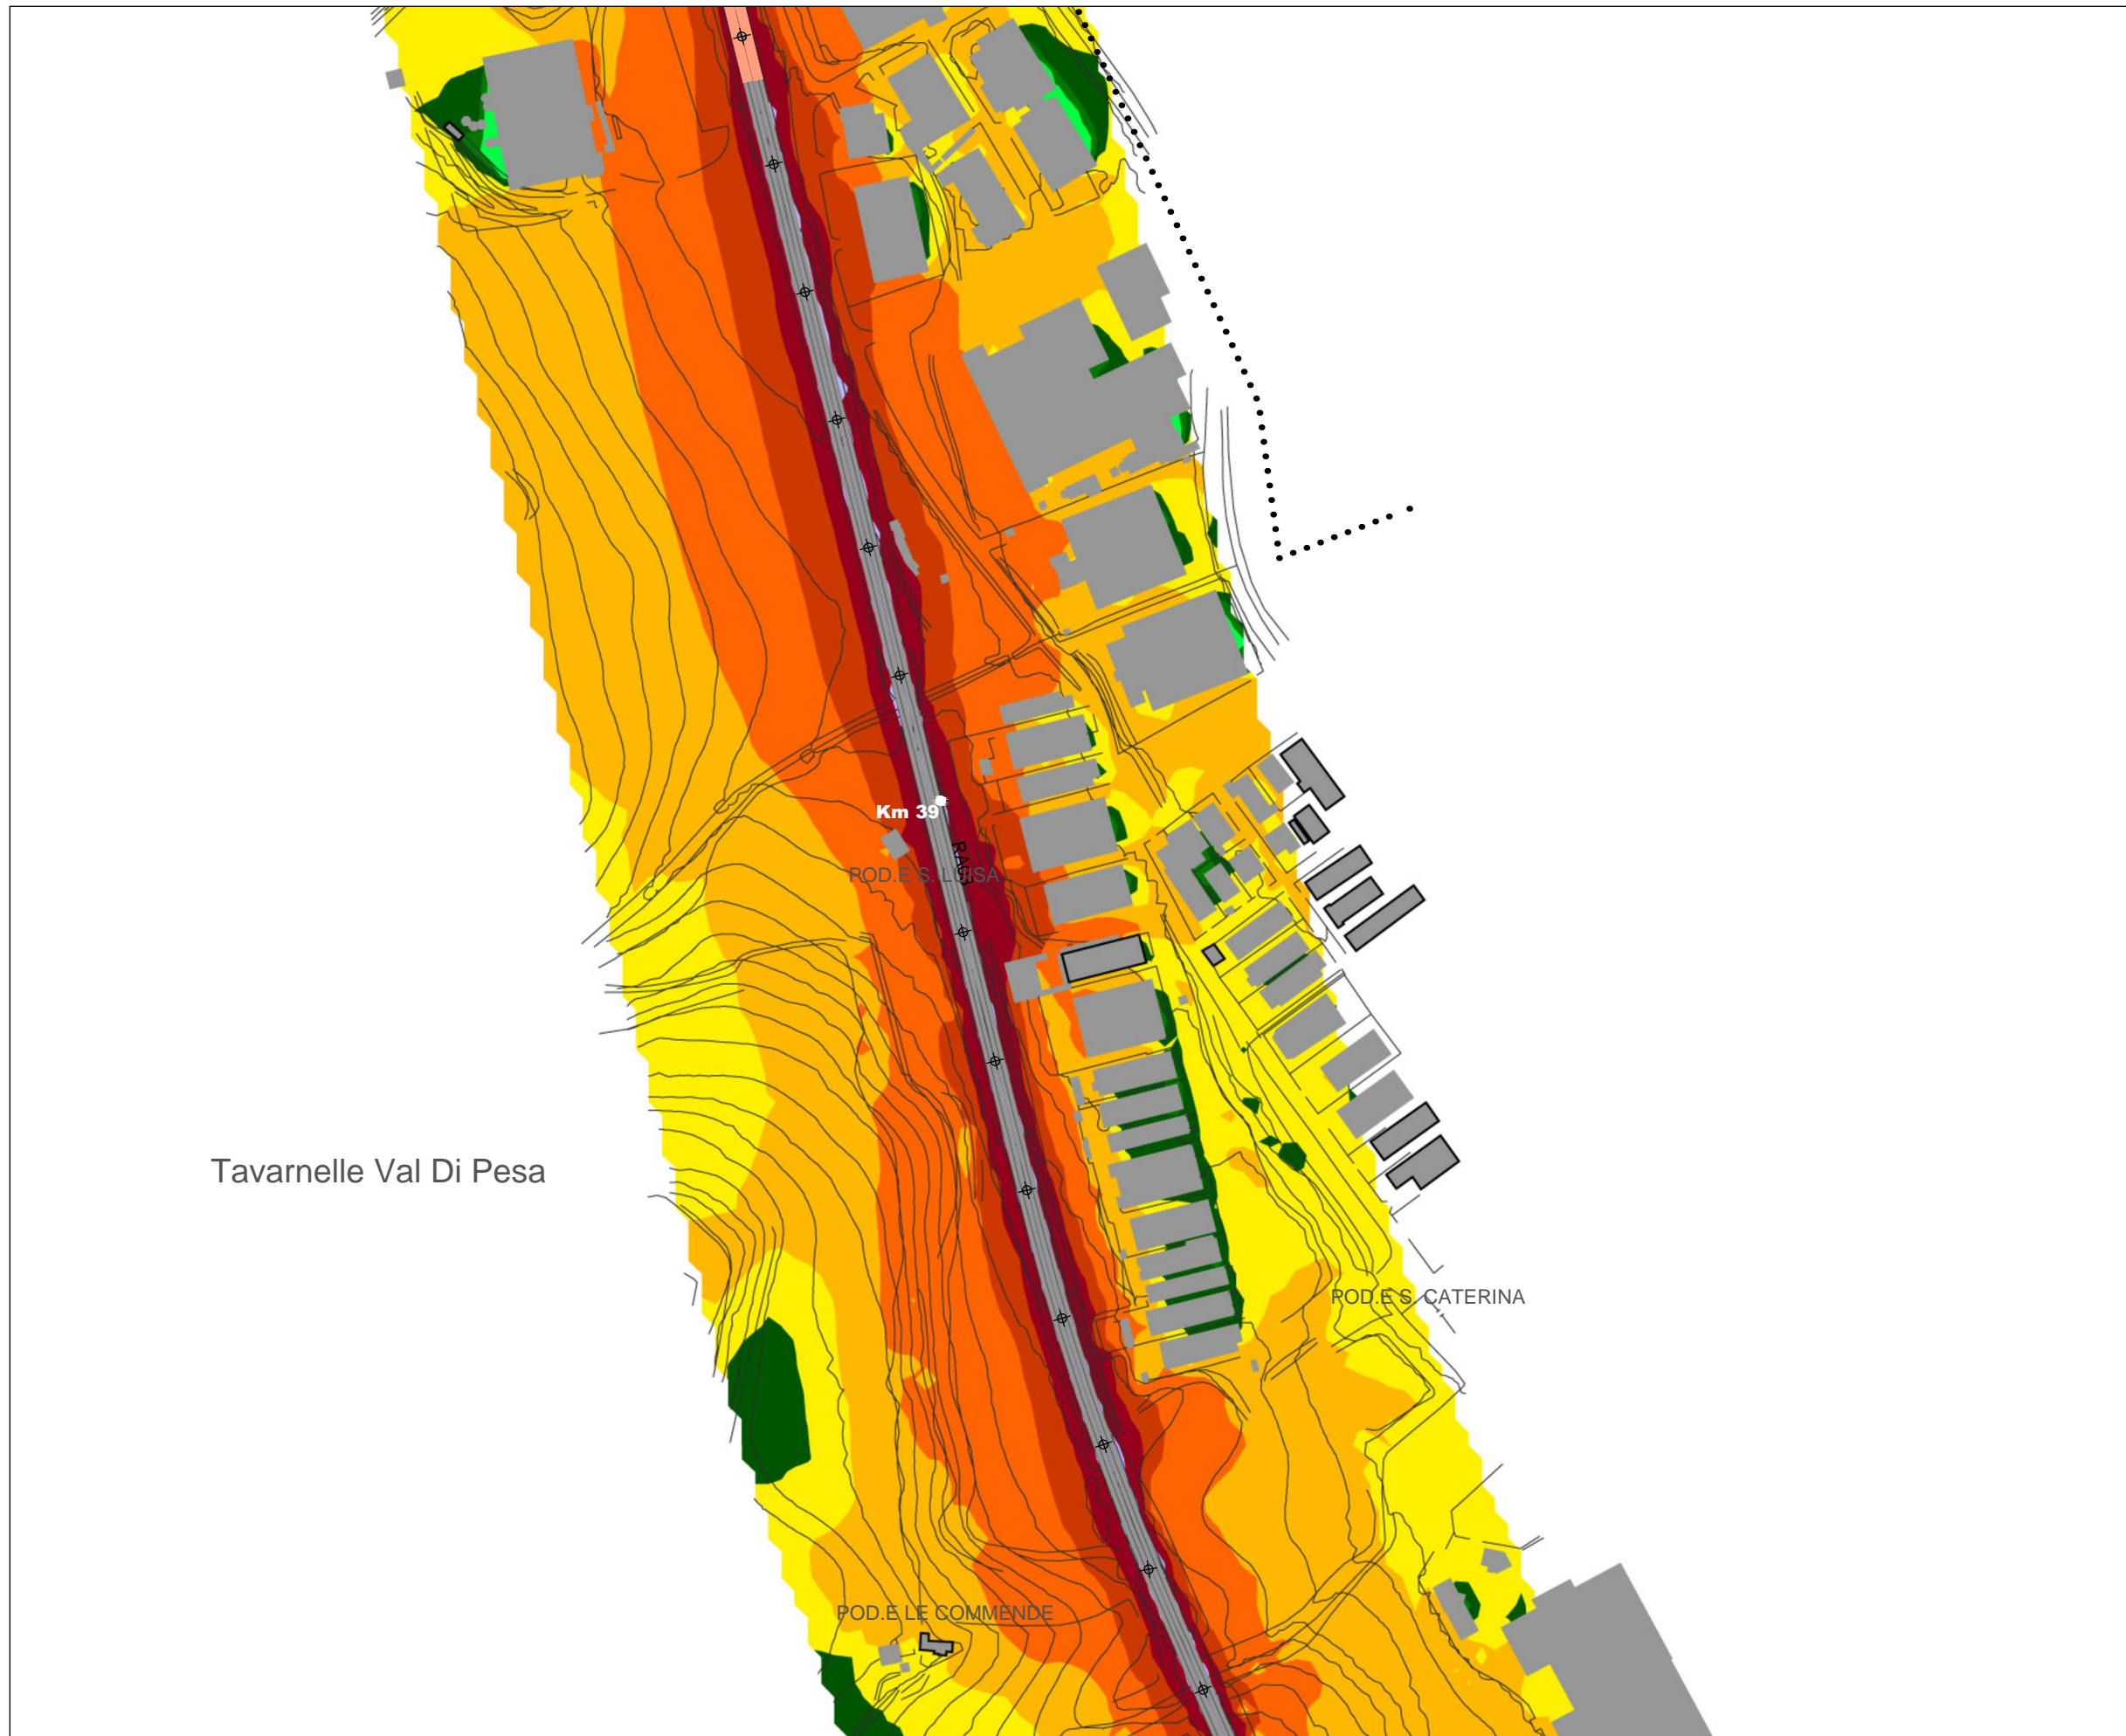 Km 39
RA03
POD.E S. LUISA
Tavarnelle Val Di Pesa
POD.E S. CATERINA
POD.E LE COMMENDE